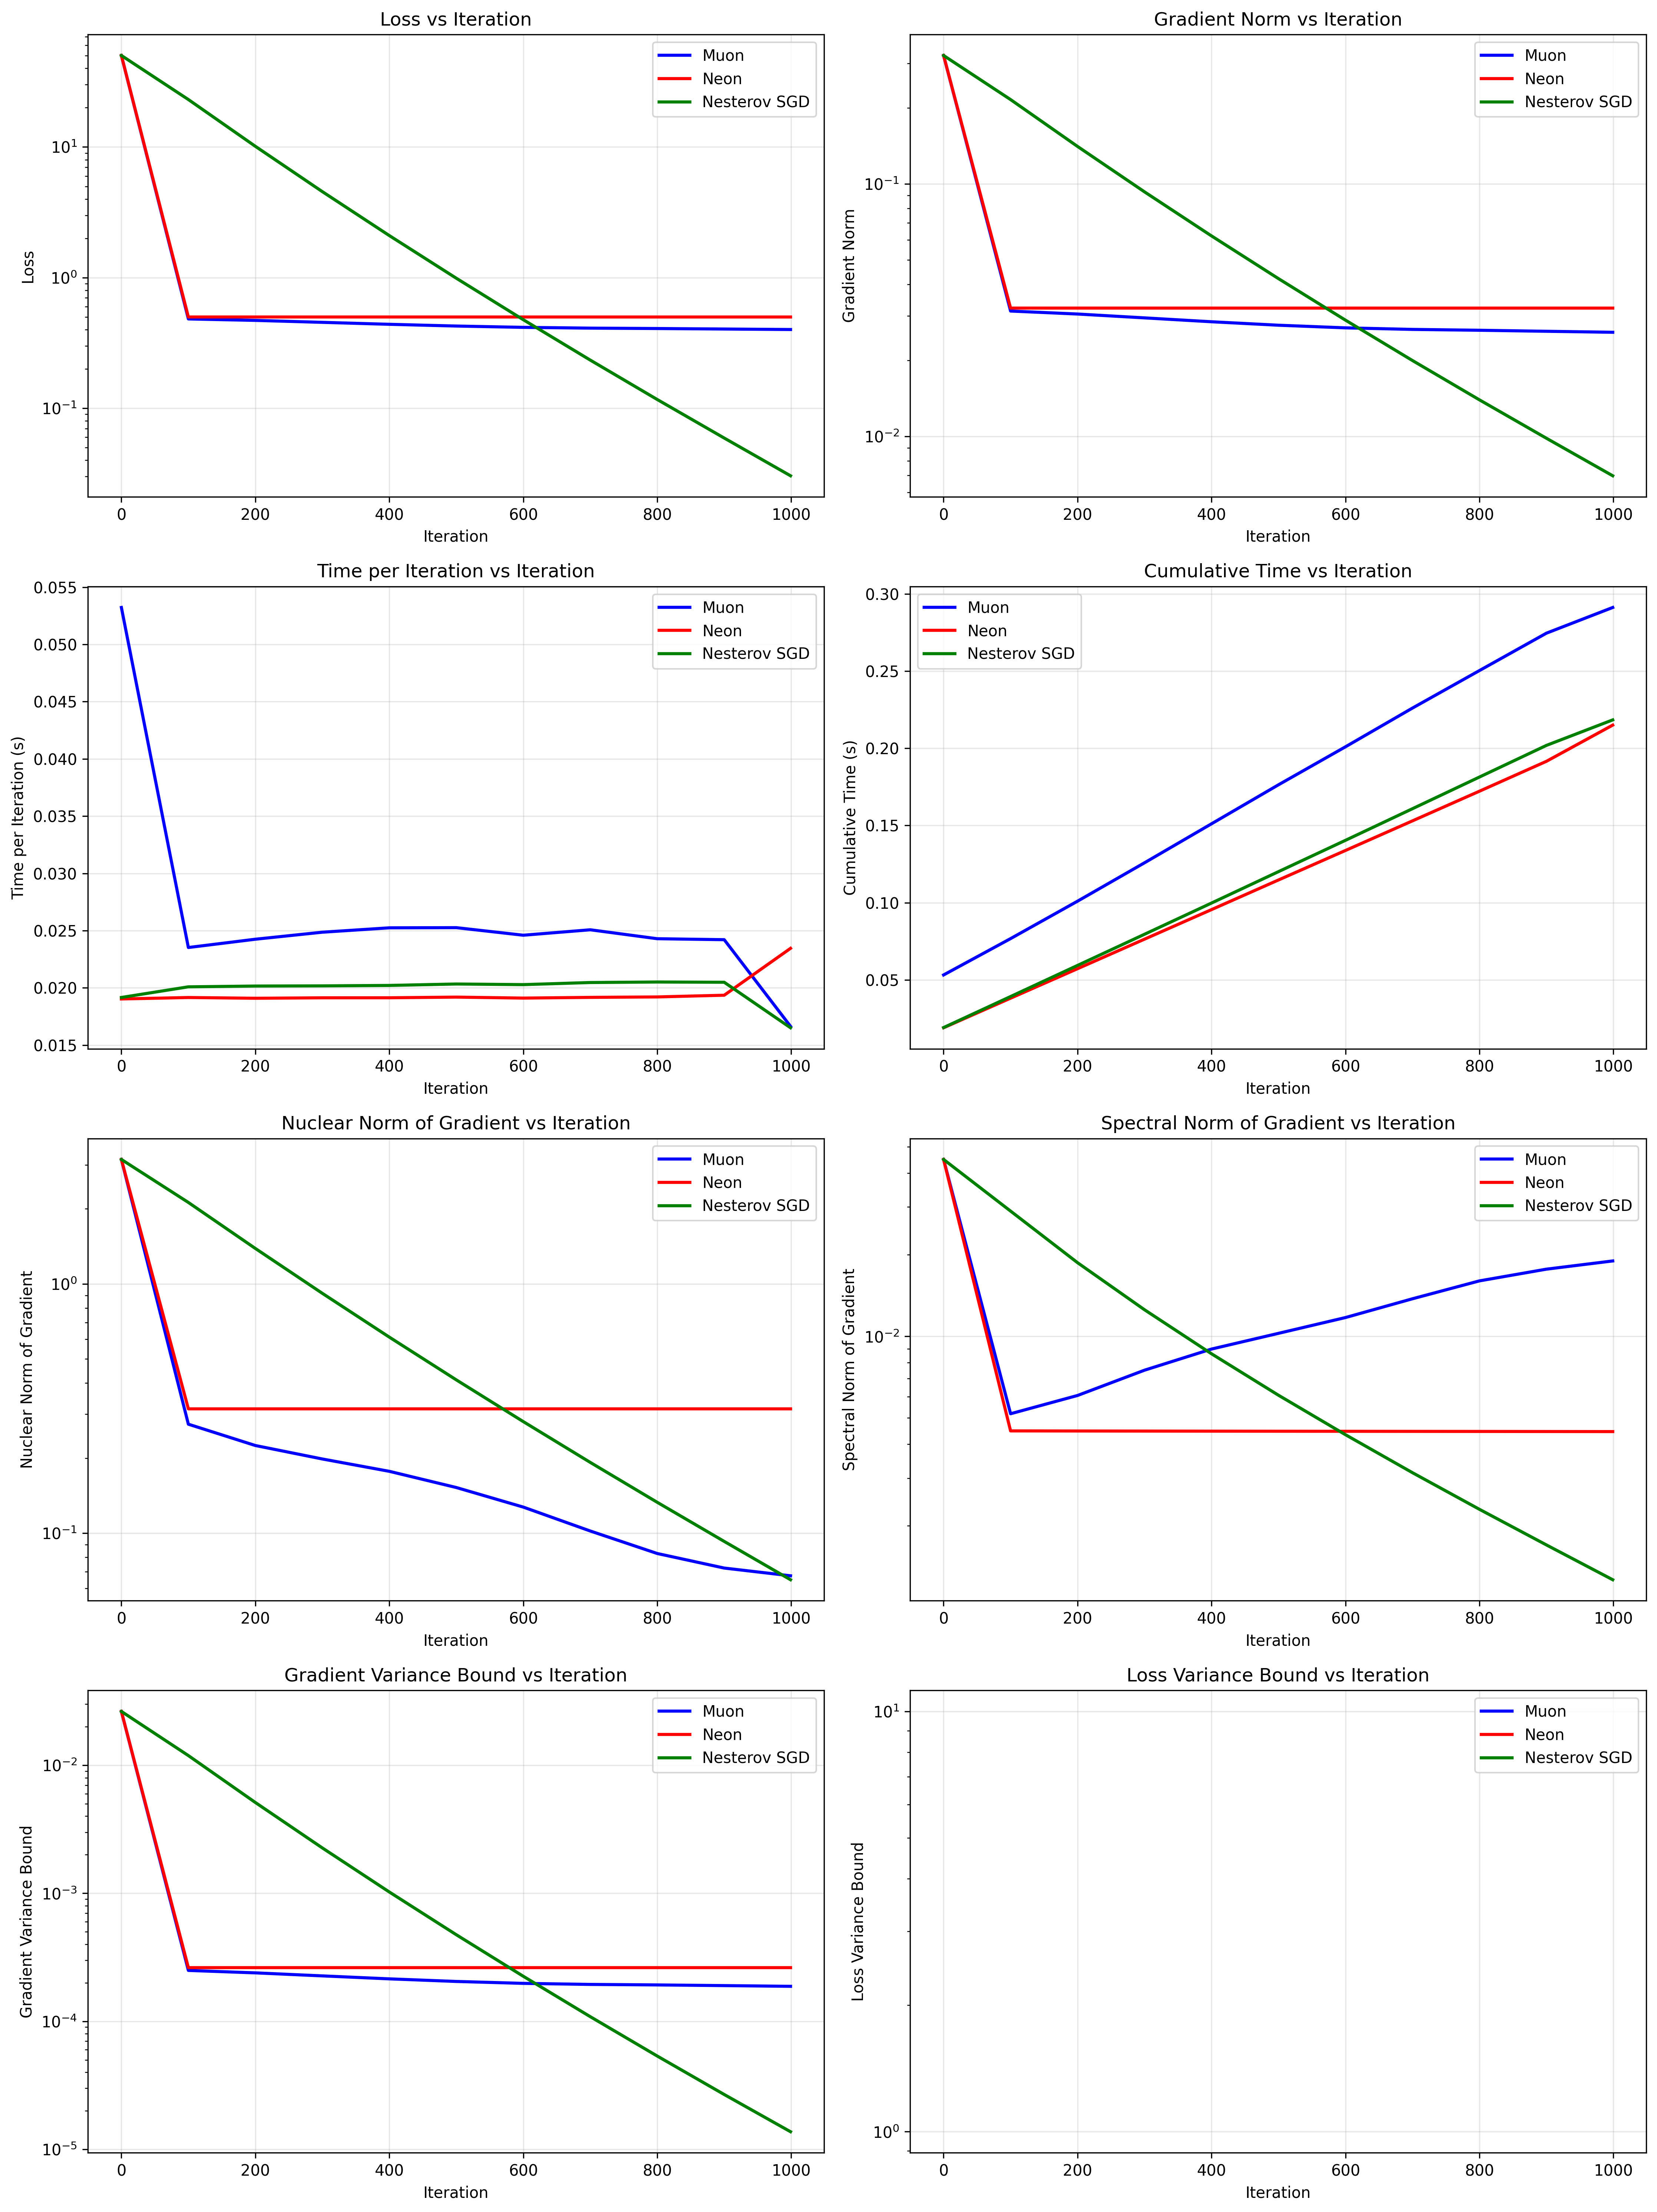 Loss vs Iteration
Loss
10¹
10⁰
10⁻¹
0 200 400 600 800 1000
Iteration
Muon
Neon
Nesterov SGD
Gradient Norm vs Iteration
Gradient Norm
10⁻¹
10⁻²
0 200 400 600 800 1000
Iteration
Muon
Neon
Nesterov SGD
Time per Iteration vs Iteration
Time per Iteration (s)
0.055
0.050
0.045
0.040
0.035
0.030
0.025
0.020
0.015
0 200 400 600 800 1000
Iteration
Muon
Neon
Nesterov SGD
Cumulative Time vs Iteration
Cumulative Time (s)
0.30
0.25
0.20
0.15
0.10
0.05
0 200 400 600 800 1000
Iteration
Muon
Neon
Nesterov SGD
Nuclear Norm of Gradient vs Iteration
Nuclear Norm of Gradient
10⁰
10⁻¹
0 200 400 600 800 1000
Iteration
Muon
Neon
Nesterov SGD
Spectral Norm of Gradient vs Iteration
Spectral Norm of Gradient
10⁻²
0 200 400 600 800 1000
Iteration
Muon
Neon
Nesterov SGD
Gradient Variance Bound vs Iteration
Gradient Variance Bound
10⁻²
10⁻³
10⁻⁴
10⁻⁵
0 200 400 600 800 1000
Iteration
Muon
Neon
Nesterov SGD
Loss Variance Bound vs Iteration
Loss Variance Bound
10¹
10⁰
0 200 400 600 800 1000
Iteration
Muon
Neon
Nesterov SGD